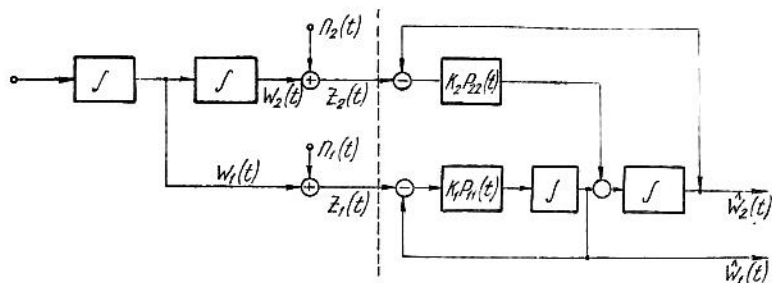 n₂(t)
∫
∫
W₂(t)
+
Z₂(t)
−
K₂P₂₂(t)
n₁(t)
W₁(t)
+
Z₁(t)
−
K₁P₁₁(t)
∫
∫
Ŵ₂(t)
Ŵ₁(t)